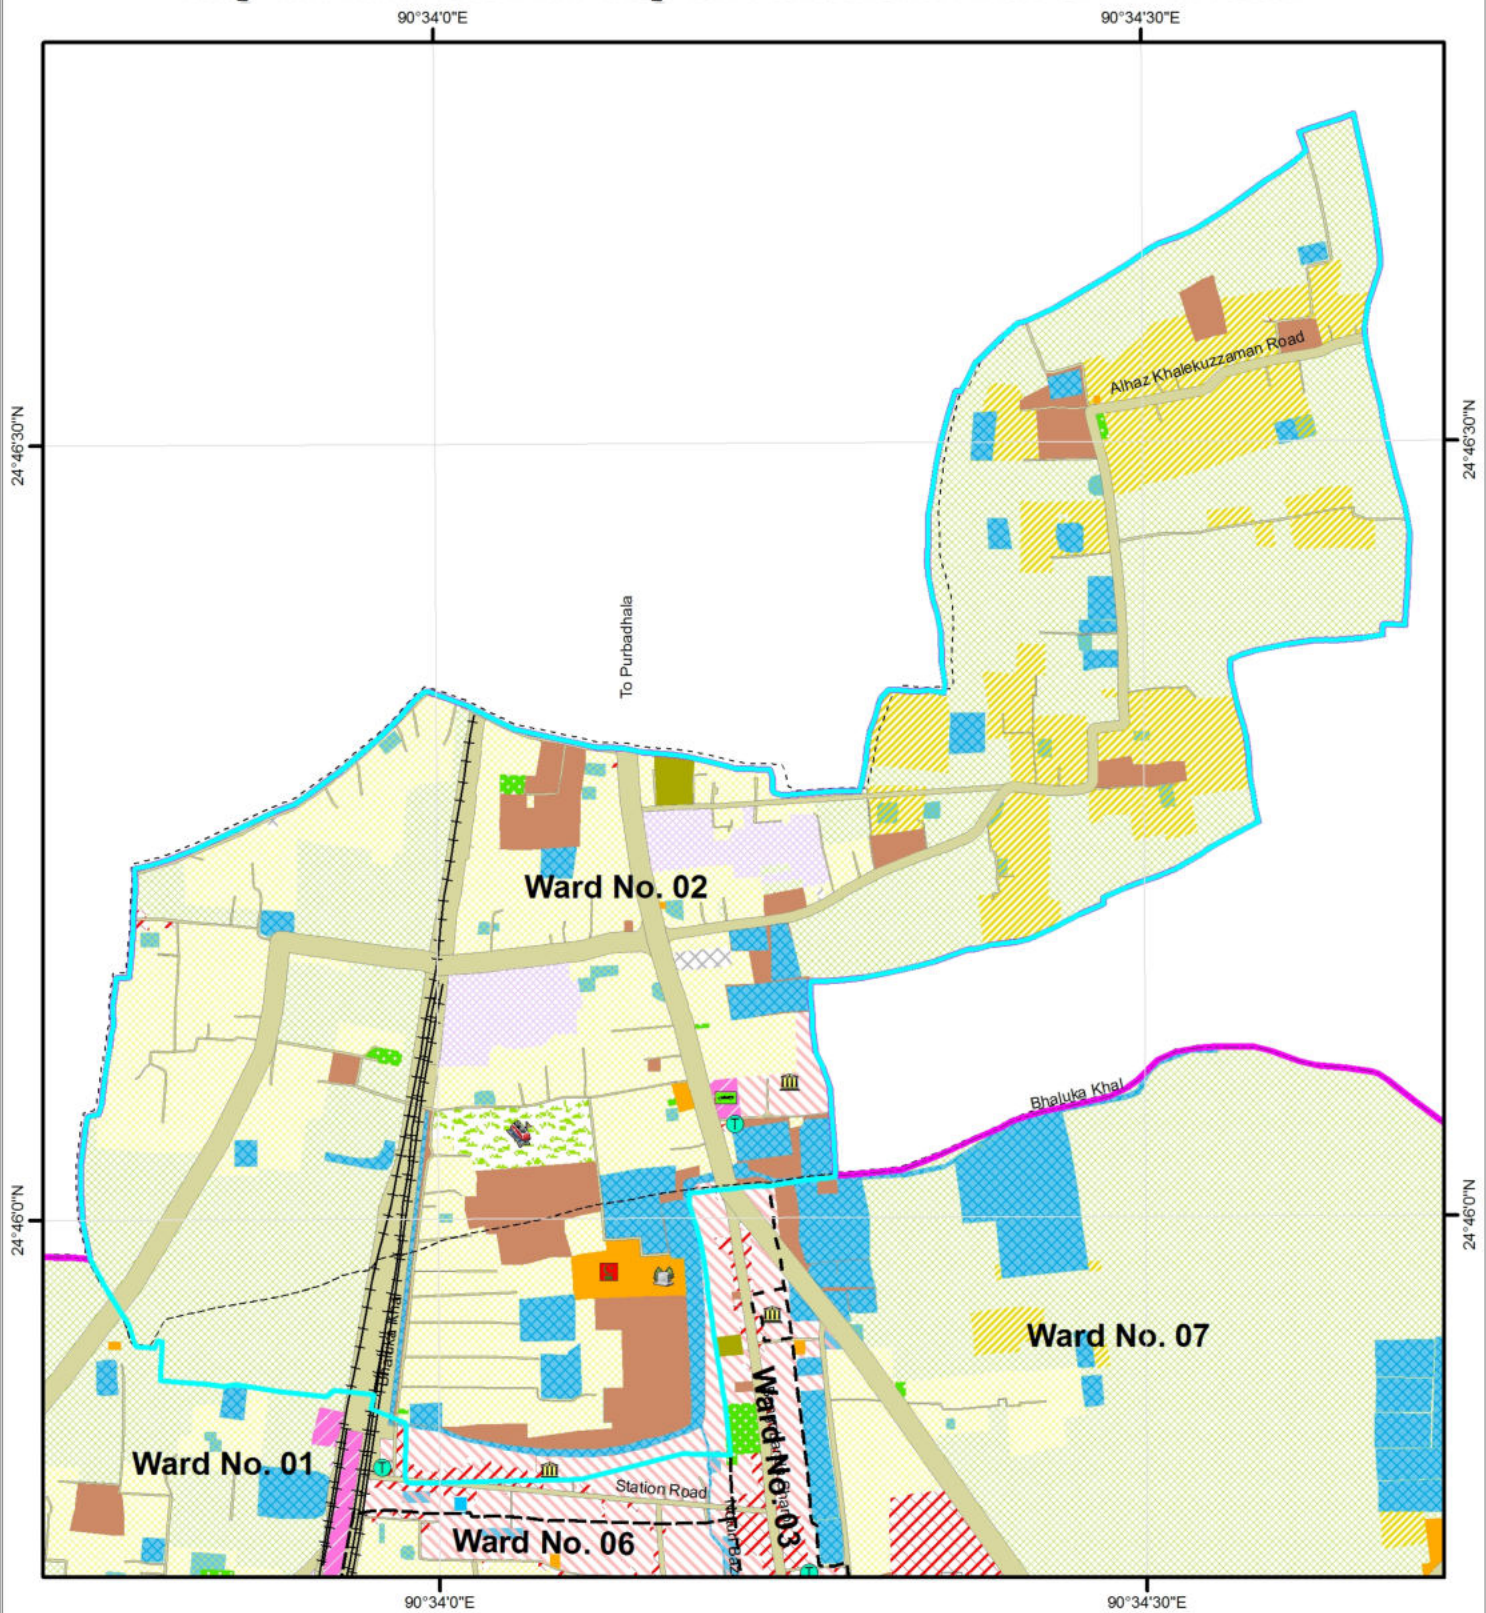 90°34'0"E
90°34'30"E
24°46'30"N
24°46'30"N
Alhaz Khalekuzzaman Road
To Purbadhala
Ward No. 02
Bhaluka Khal
24°46'0"N
24°46'0"N
Bhaluka Khal
Ward No. 07
Ward No. 03
Ward No. 01
Station Road
Ward No. 06
90°34'0"E
90°34'30"E